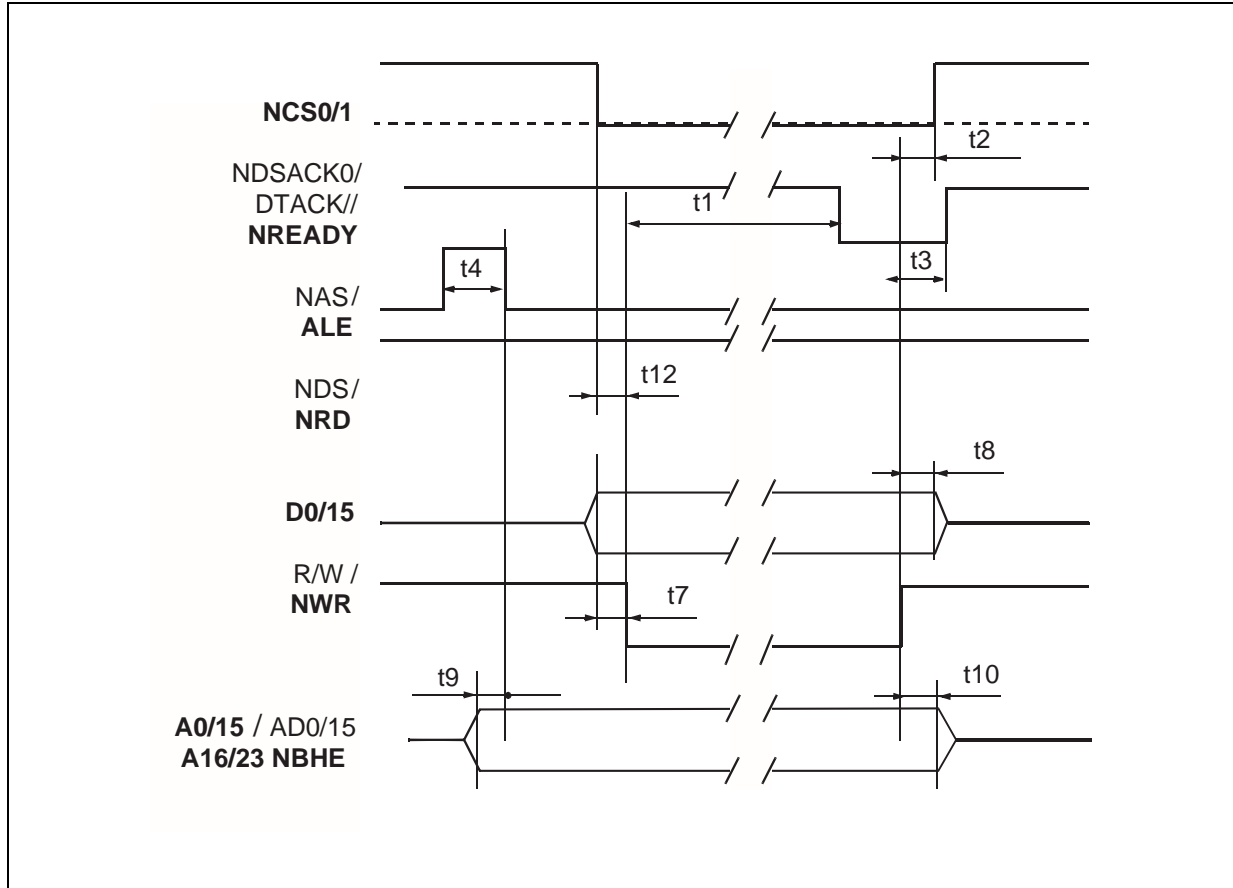 NCS0/1
t2
NDSACK0/
DTACK//
NREADY
t1
t3
t4
NAS/
ALE
t12
NDS/
NRD
t8
D0/15
R/W /
NWR
t7
t9
t10
A0/15 / AD0/15
A16/23 NBHE